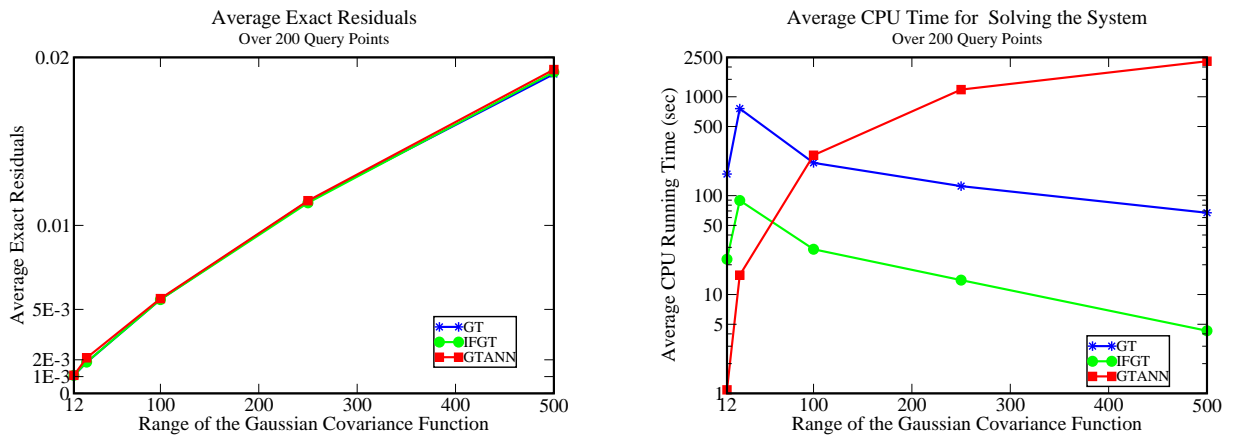 Average Exact Residuals
Over 200 Query Points
0.02
0.01
5E-3
2E-3
1E-3
0
12
100
200
300
400
500
Average Exact Residuals
Range of the Gaussian Covariance Function
GT
IFGT
GTANN
Average CPU Time for Solving the System
Over 200 Query Points
2500
1000
500
100
50
10
5
1
12
100
200
300
400
500
Average CPU Running Time (sec)
Range of the Gaussian Covariance Function
GT
IFGT
GTANN